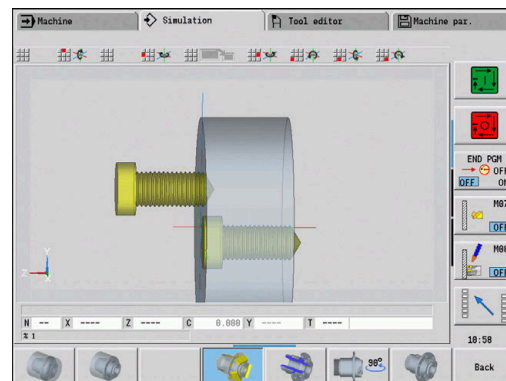 Machine
Simulation
Tool editor
Machine par.
END PGM
OFF
OFF ON
M07
OFF
OFF
Y
Z
X
N -- X ---- Z ---- C 0.000 Y ---- T ----
% 1
10:58
90°
Back